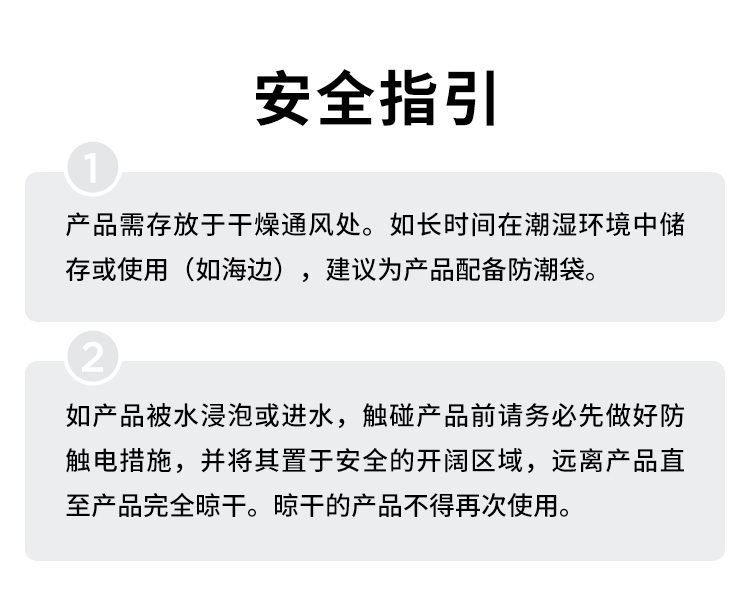 安全指引
1
产品需存放于干燥通风处。如长时间在潮湿环境中储
存或使用（如海边），建议为产品配备防潮袋。
2
如产品被水浸泡或进水，触碰产品前请务必先做好防
触电措施，并将其置于安全的开阔区域，远离产品直
至产品完全晾干。晾干的产品不得再次使用。